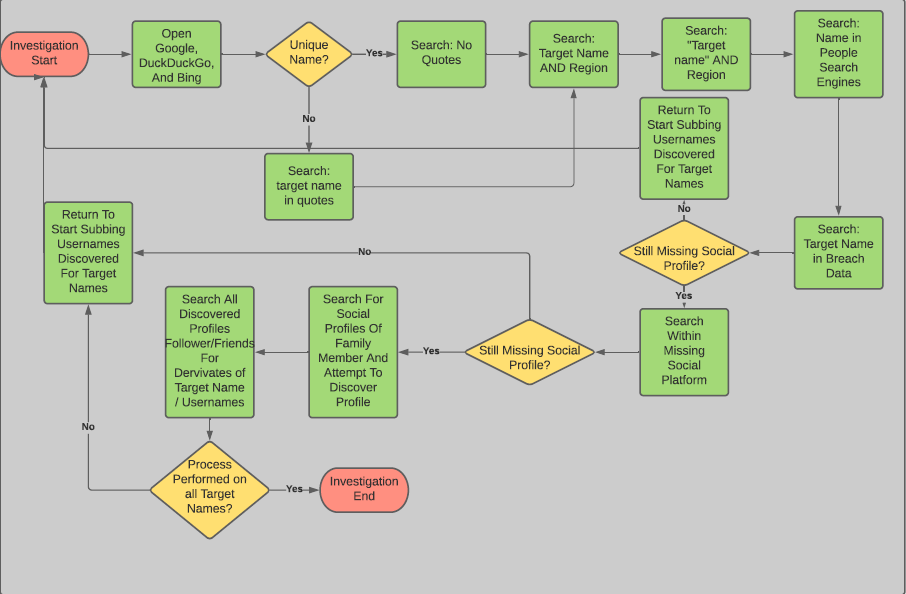 Investigation
Start
Open
Google,
DuckDuckGo,
And Bing
Unique
Name?
Yes
Search: No
Quotes
Search:
Target Name
AND Region
Search:
"Target
name" AND
Region
Search:
Name in
People
Search
Engines
No
Search:
target name
in quotes
Return To
Start Subbing
Usernames
Discovered
For Target
Names
No
Still Missing Social
Profile?
Search:
Target Name
in Breach
Data
Yes
Search
Within
Missing
Social
Platform
Return To
Start Subbing
Usernames
Discovered
For Target
Names
No
Still Missing Social
Profile?
Yes
Search For
Social
Profiles Of
Family
Member And
Attempt To
Discover
Profile
Search All
Discovered
Profiles
Follower/Friends
For
Dervivates of
Target Name
/ Usernames
No
Process
Performed on
all Target
Names?
Yes
Investigation
End